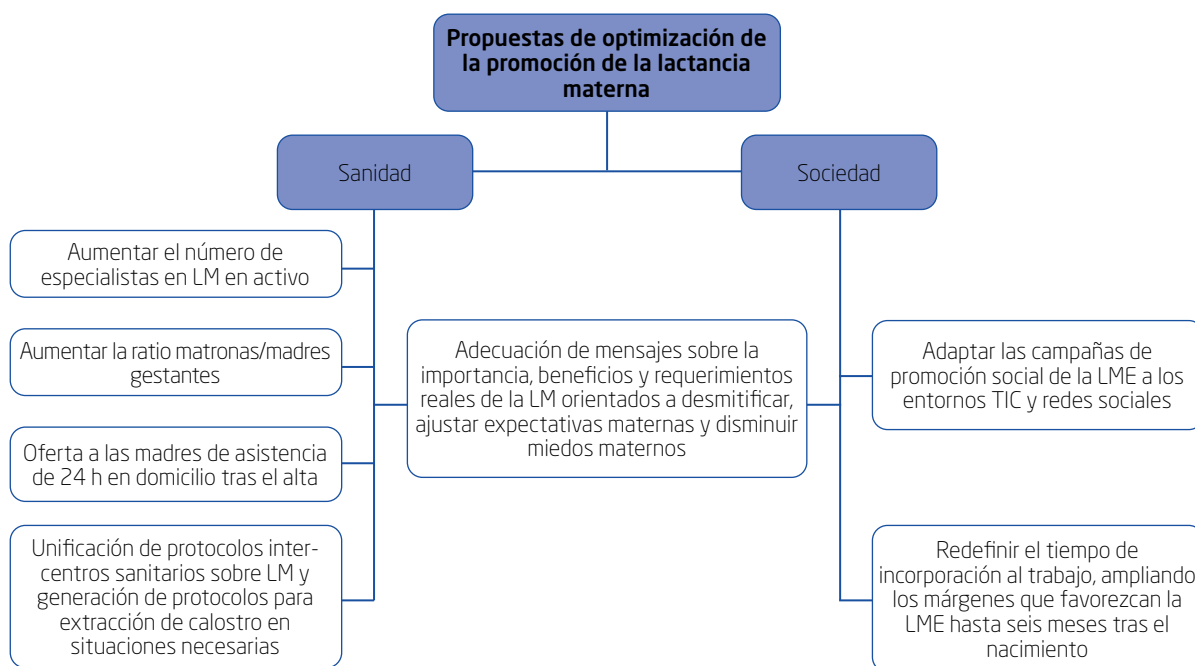 Propuestas de optimización de
la promoción de la lactancia
materna
Sanidad
Sociedad
Aumentar el número de
especialistas en LM en activo
Aumentar la ratio matronas/madres
gestantes
Oferta a las madres de asistencia
de 24 h en domicilio tras el alta
Unificación de protocolos inter-
centros sanitarios sobre LM y
generación de protocolos para
extracción de calostro en
situaciones necesarias
Adecuación de mensajes sobre la
importancia, beneficios y requerimientos
reales de la LM orientados a desmitificar,
ajustar expectativas maternas y disminuir
miedos maternos
Adaptar las campañas de
promoción social de la LME a los
entornos TIC y redes sociales
Redefinir el tiempo de
incorporación al trabajo, ampliando
los márgenes que favorezcan la
LME hasta seis meses tras el
nacimiento